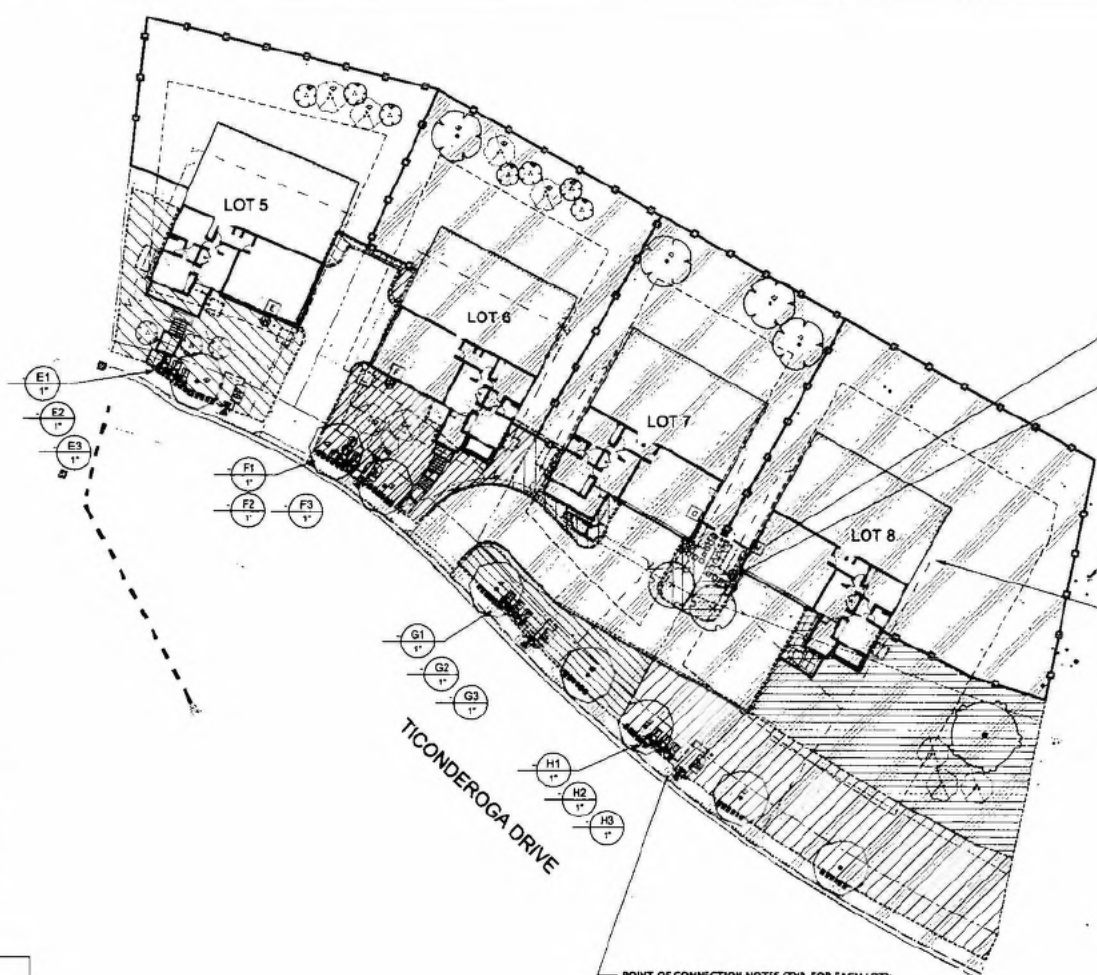 LOT 5
LOT 6
LOT 7
LOT 8
E1
1"
E2
1"
E3
1"
F1
1"
F2
1"
F3
1"
G1
1"
G2
1"
G3
1"
H1
1"
H2
1"
H3
1"
TICONDEROGA DRIVE
POINT OF CONNECTION NOTES (TYP. FOR EACH LOT):